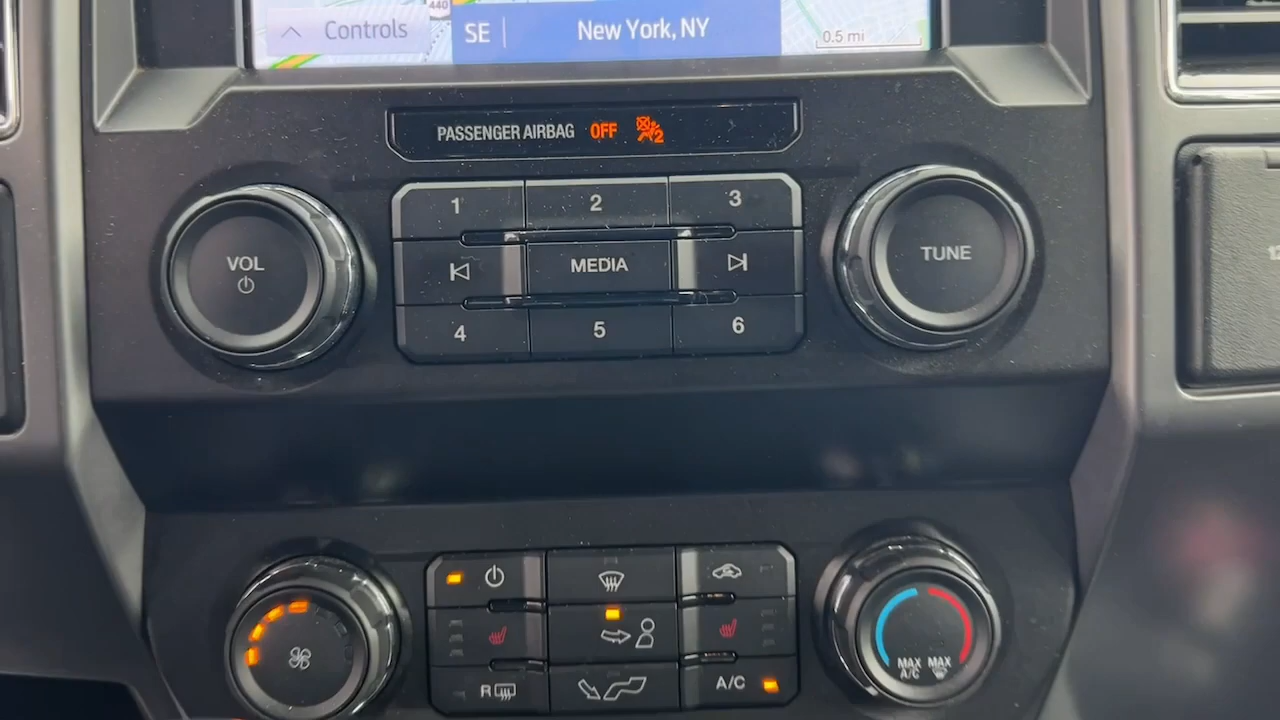 440
Controls
SE
New York, NY
0.5 mi
PASSENGER AIRBAG OFF 2
1 2 3
VOL
MEDIA
TUNE
4 5 6
R
A/C
MAX A/C
MAX